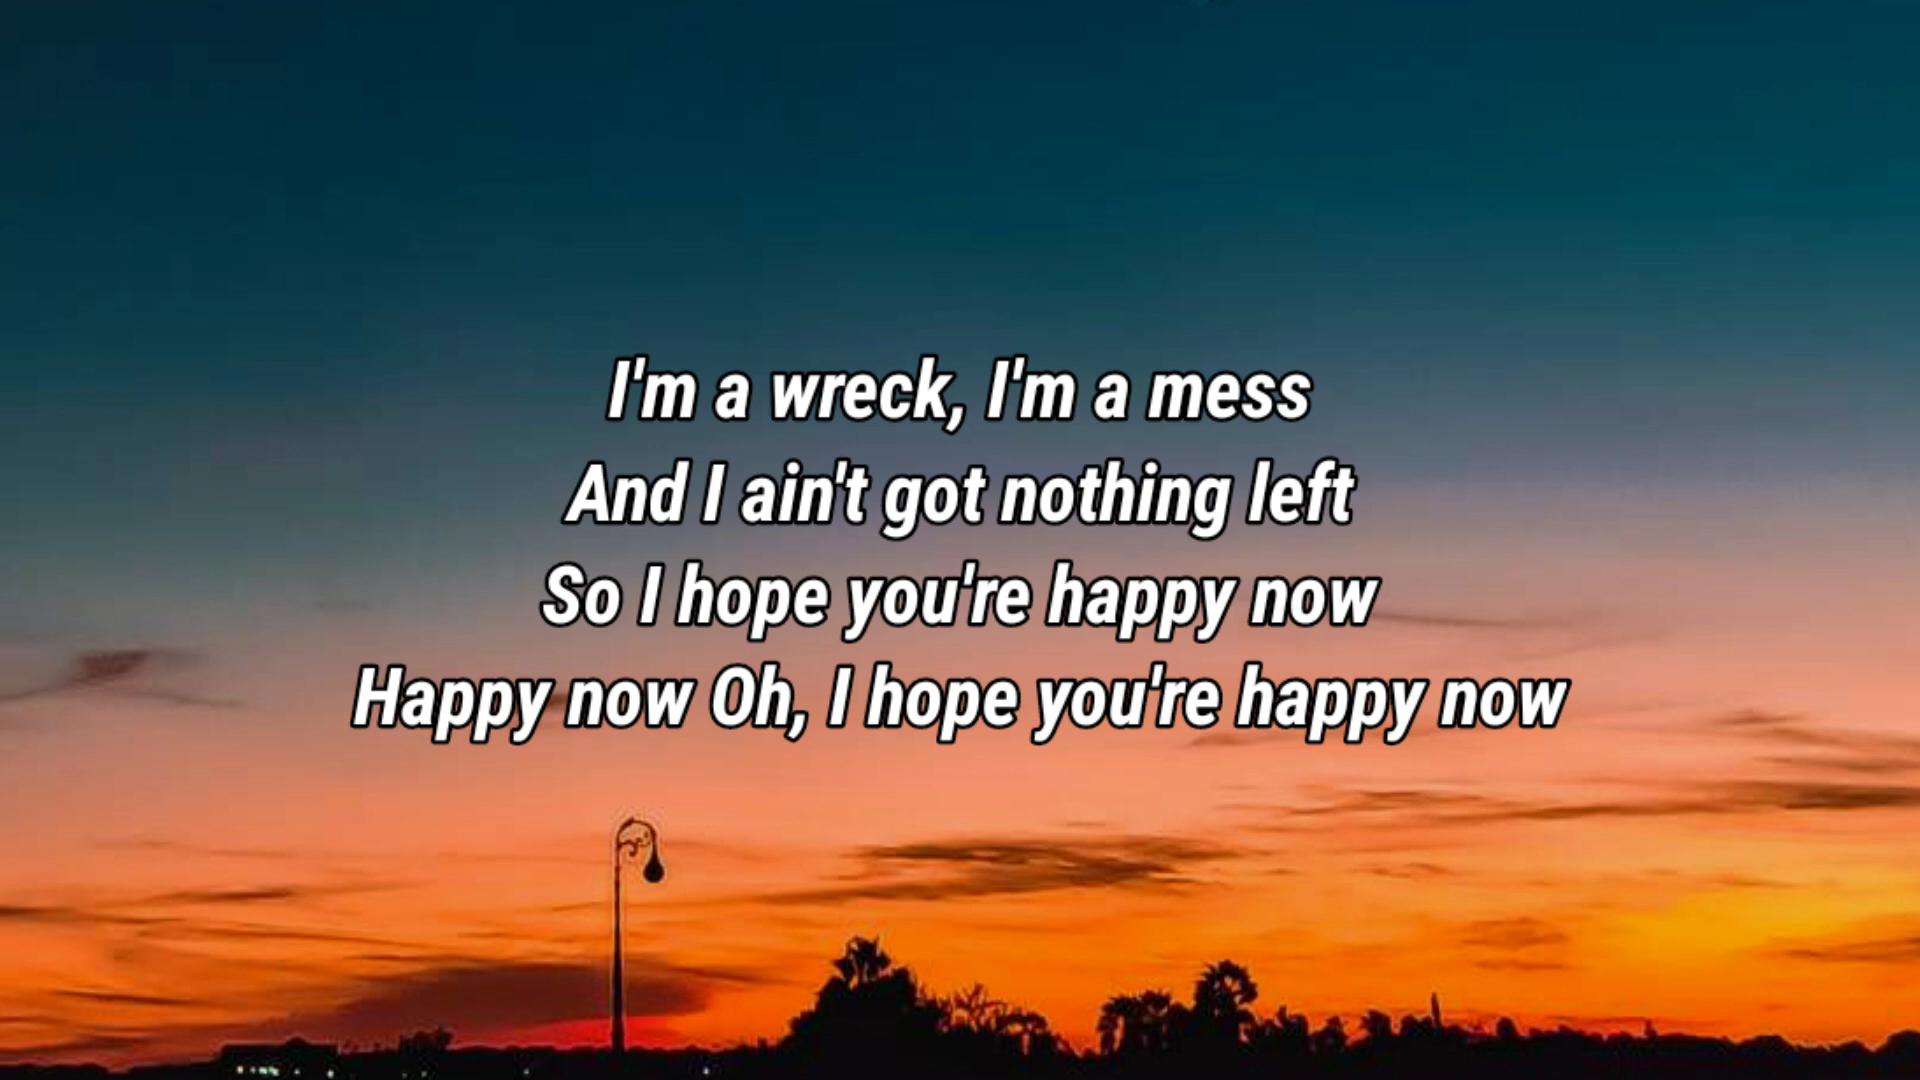 I'm a wreck, I'm a mess
And I ain't got nothing left
So I hope you're happy now
Happy now Oh, I hope you're happy now